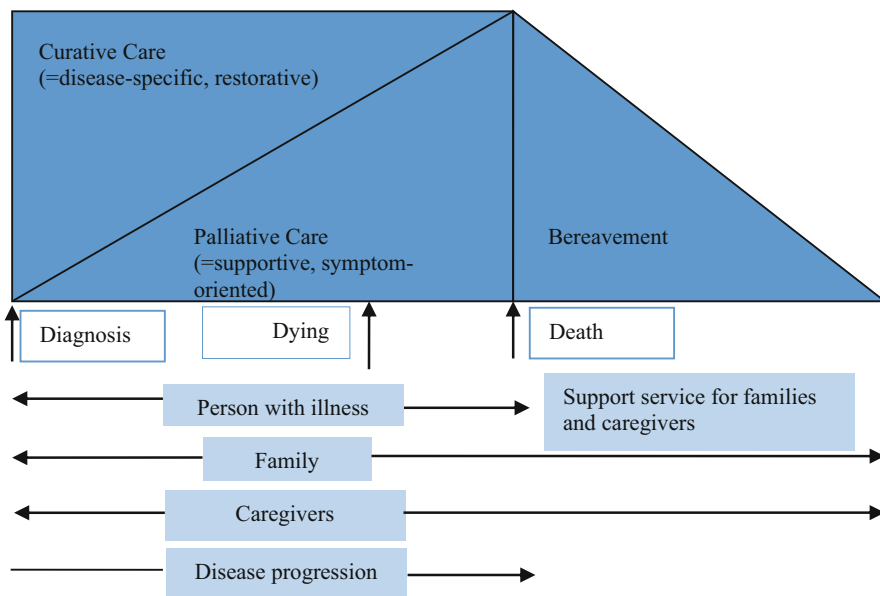 Curative Care
(=disease-specific, restorative)
Palliative Care
(=supportive, symptom-
oriented)
Bereavement
Diagnosis
Dying
Death
Person with illness
Support service for families
and caregivers
Family
Caregivers
Disease progression